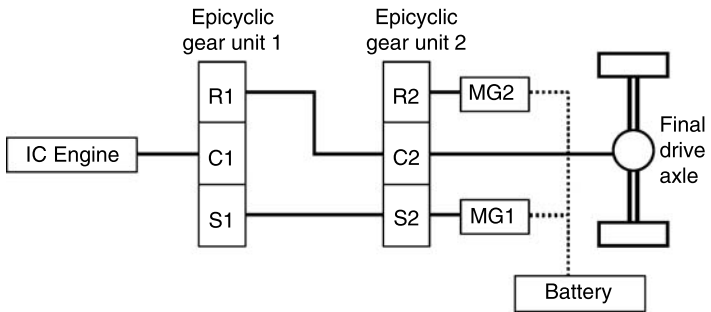 Epicyclic
gear unit 1
Epicyclic
gear unit 2
R1
R2
MG2
IC Engine
C1
C2
Final
drive
axle
S1
S2
MG1
Battery